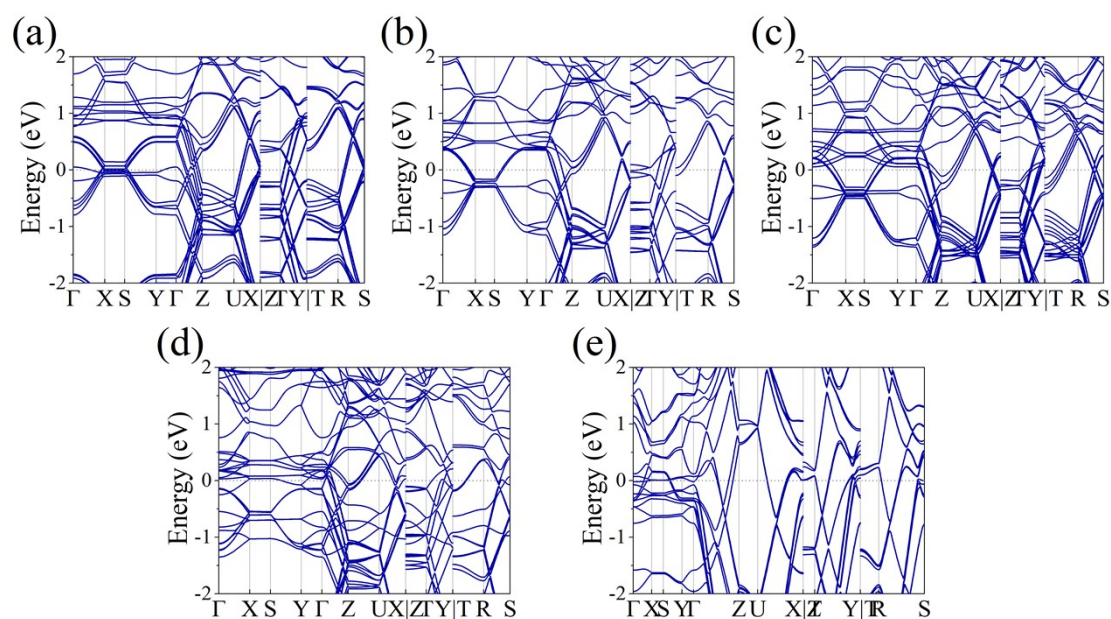 (a) (b) (c)
2 2 2
1 1 1
0 0 0
-1 -1 -1
-2 -2 -2
Energy (eV) Energy (eV) Energy (eV)
Γ X S Y Γ Z U X|Z T Y|T R S Γ X S Y Γ Z U X|Z T Y|T R S Γ X S Y Γ Z U X|Z T Y|T R S
(d) (e)
2 2
1 1
0 0
-1 -1
-2 -2
Energy (eV) Energy (eV)
Γ X S Y Γ Z U X|Z T Y|T R S Γ X S Y Γ Z U X|Z T Y|T R S